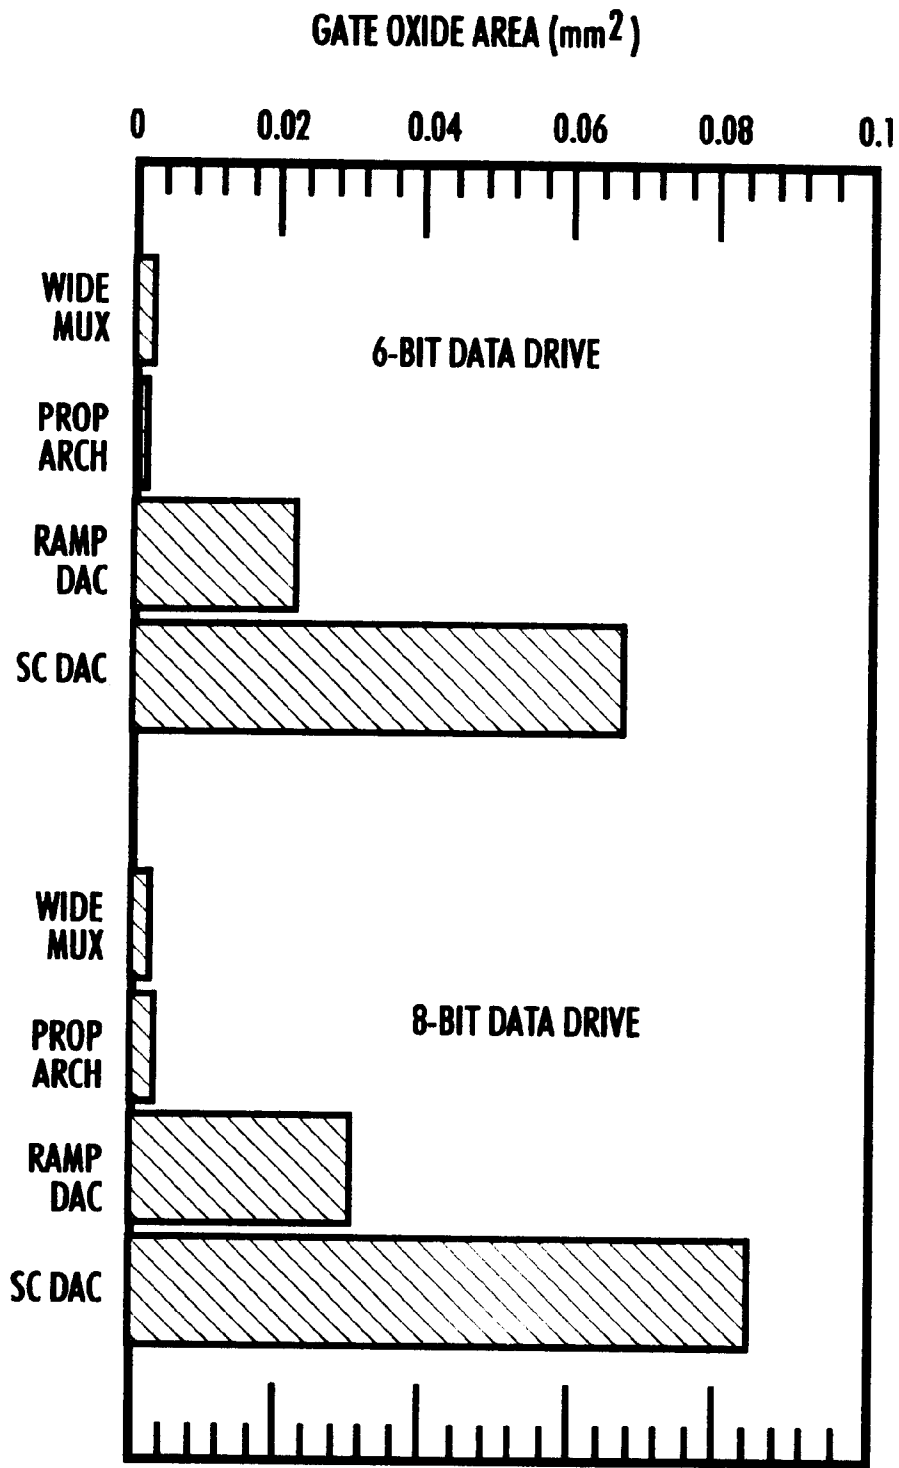 GATE OXIDE AREA (mm2)
0 0.02 0.04 0.06 0.08 0.1
WIDE
MUX
6-BIT DATA DRIVE
PROP
ARCH
RAMP
DAC
SC DAC
WIDE
MUX
8-BIT DATA DRIVE
PROP
ARCH
RAMP
DAC
SC DAC